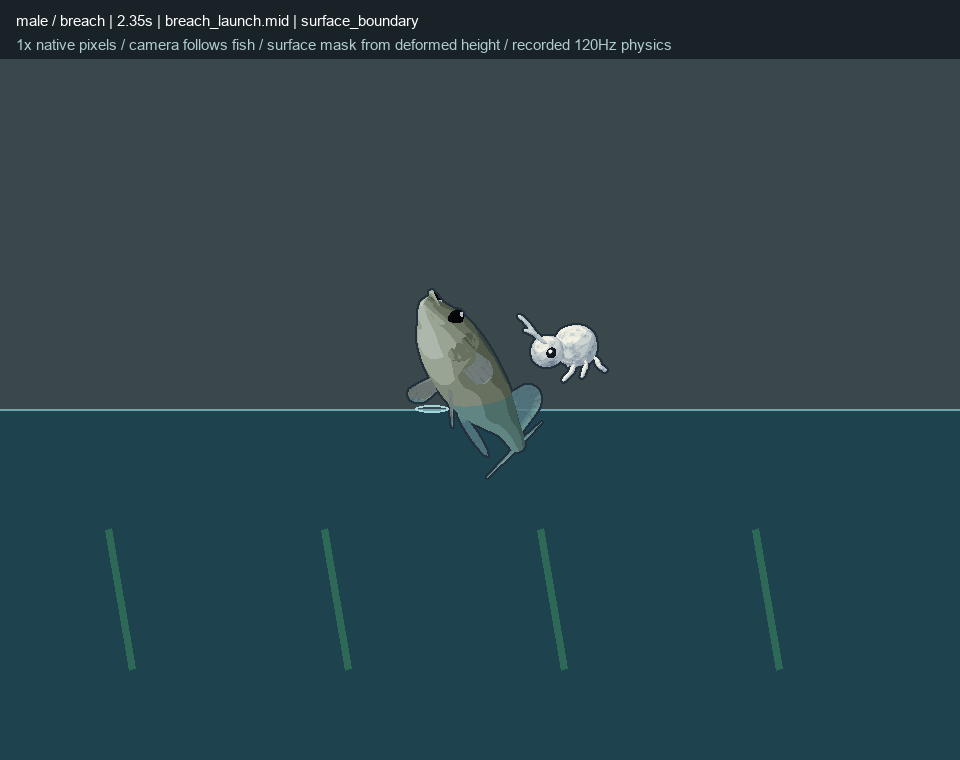 male / breach | 2.35s | breach_launch.mid | surface_boundary
1x native pixels / camera follows fish / surface mask from deformed height / recorded 120Hz physics